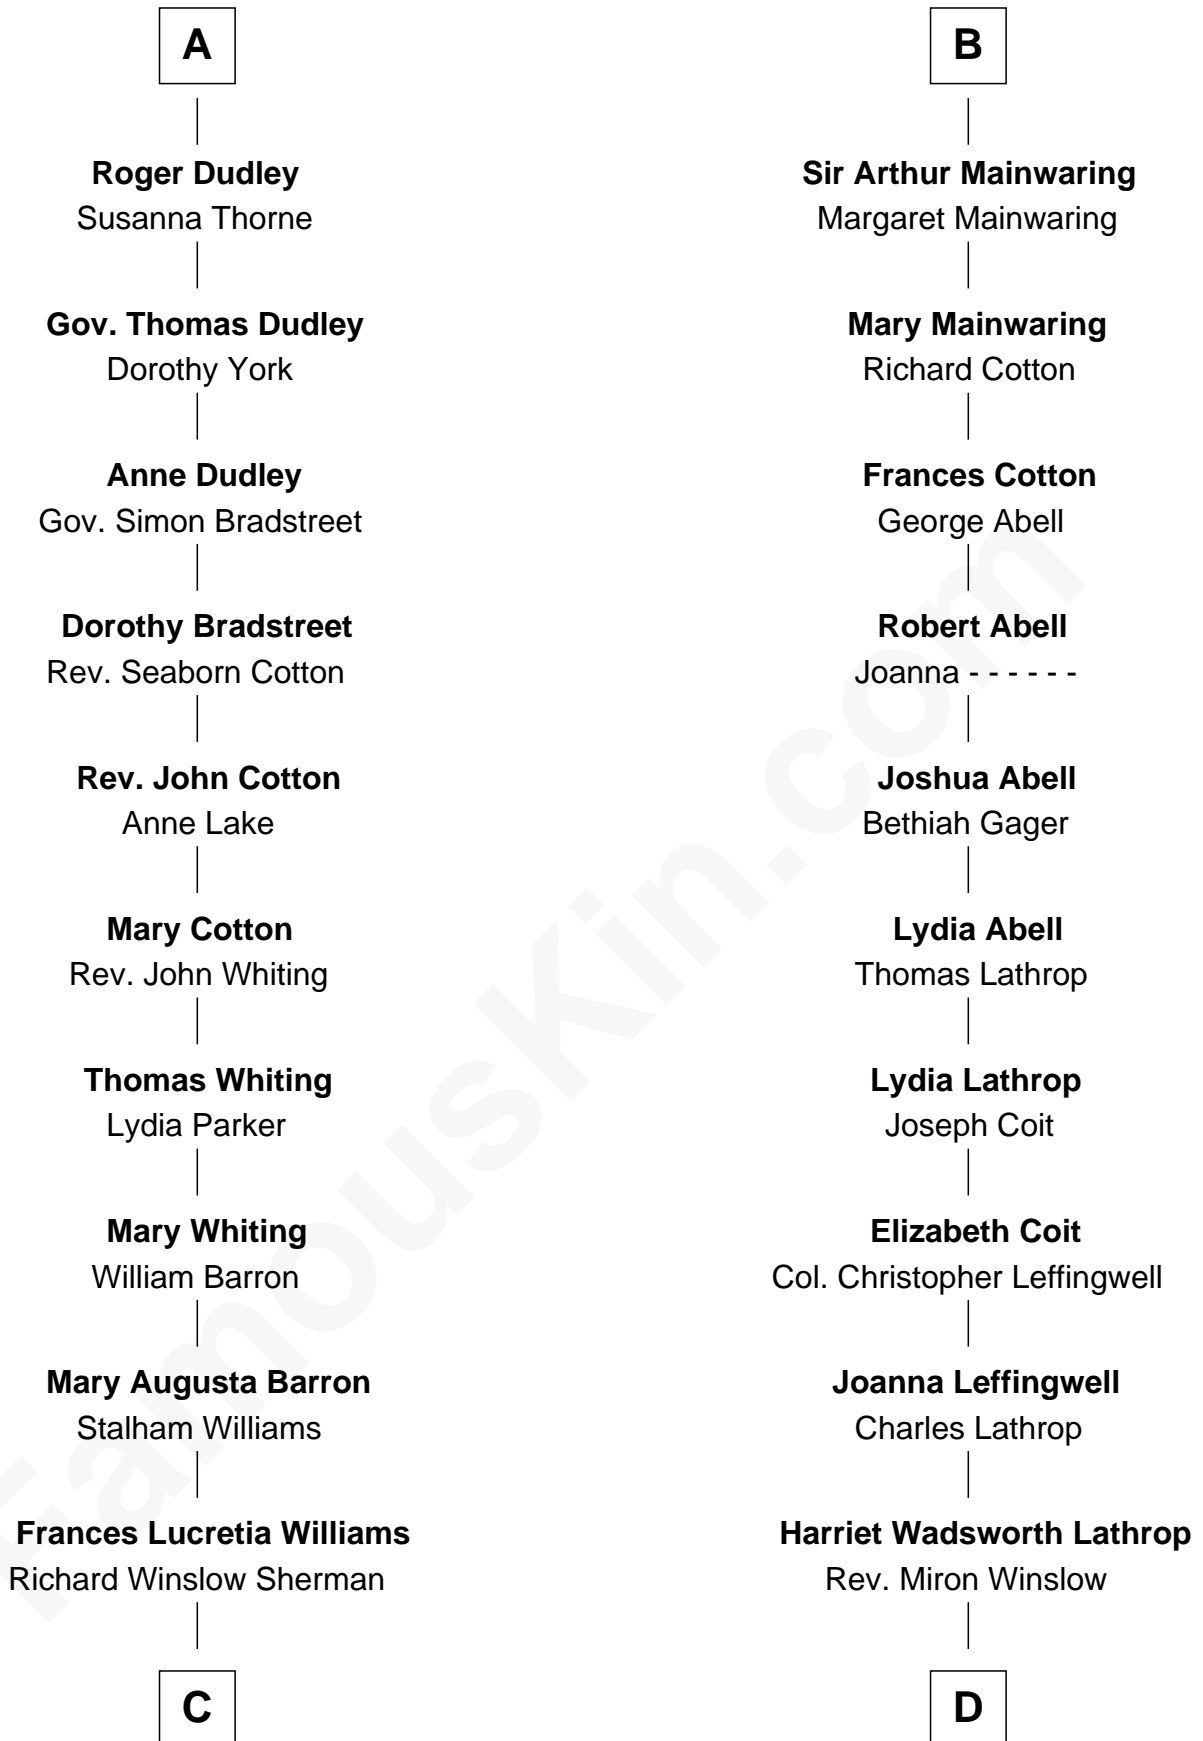 A
Roger Dudley
Susanna Thorne
Gov. Thomas Dudley
Dorothy York
Anne Dudley
Gov. Simon Bradstreet
Dorothy Bradstreet
Rev. Seaborn Cotton
Rev. John Cotton
Anne Lake
Mary Cotton
Rev. John Whiting
Thomas Whiting
Lydia Parker
Mary Whiting
William Barron
Mary Augusta Barron
Stalham Williams
Frances Lucretia Williams
Richard Winslow Sherman
C
B
Sir Arthur Mainwaring
Margaret Mainwaring
Mary Mainwaring
Richard Cotton
Frances Cotton
George Abell
Robert Abell
Joanna - - - - - -
Joshua Abell
Bethiah Gager
Lydia Abell
Thomas Lathrop
Lydia Lathrop
Joseph Coit
Elizabeth Coit
Col. Christopher Leffingwell
Joanna Leffingwell
Charles Lathrop
Harriet Wadsworth Lathrop
Rev. Miron Winslow
D
FamousKin.com